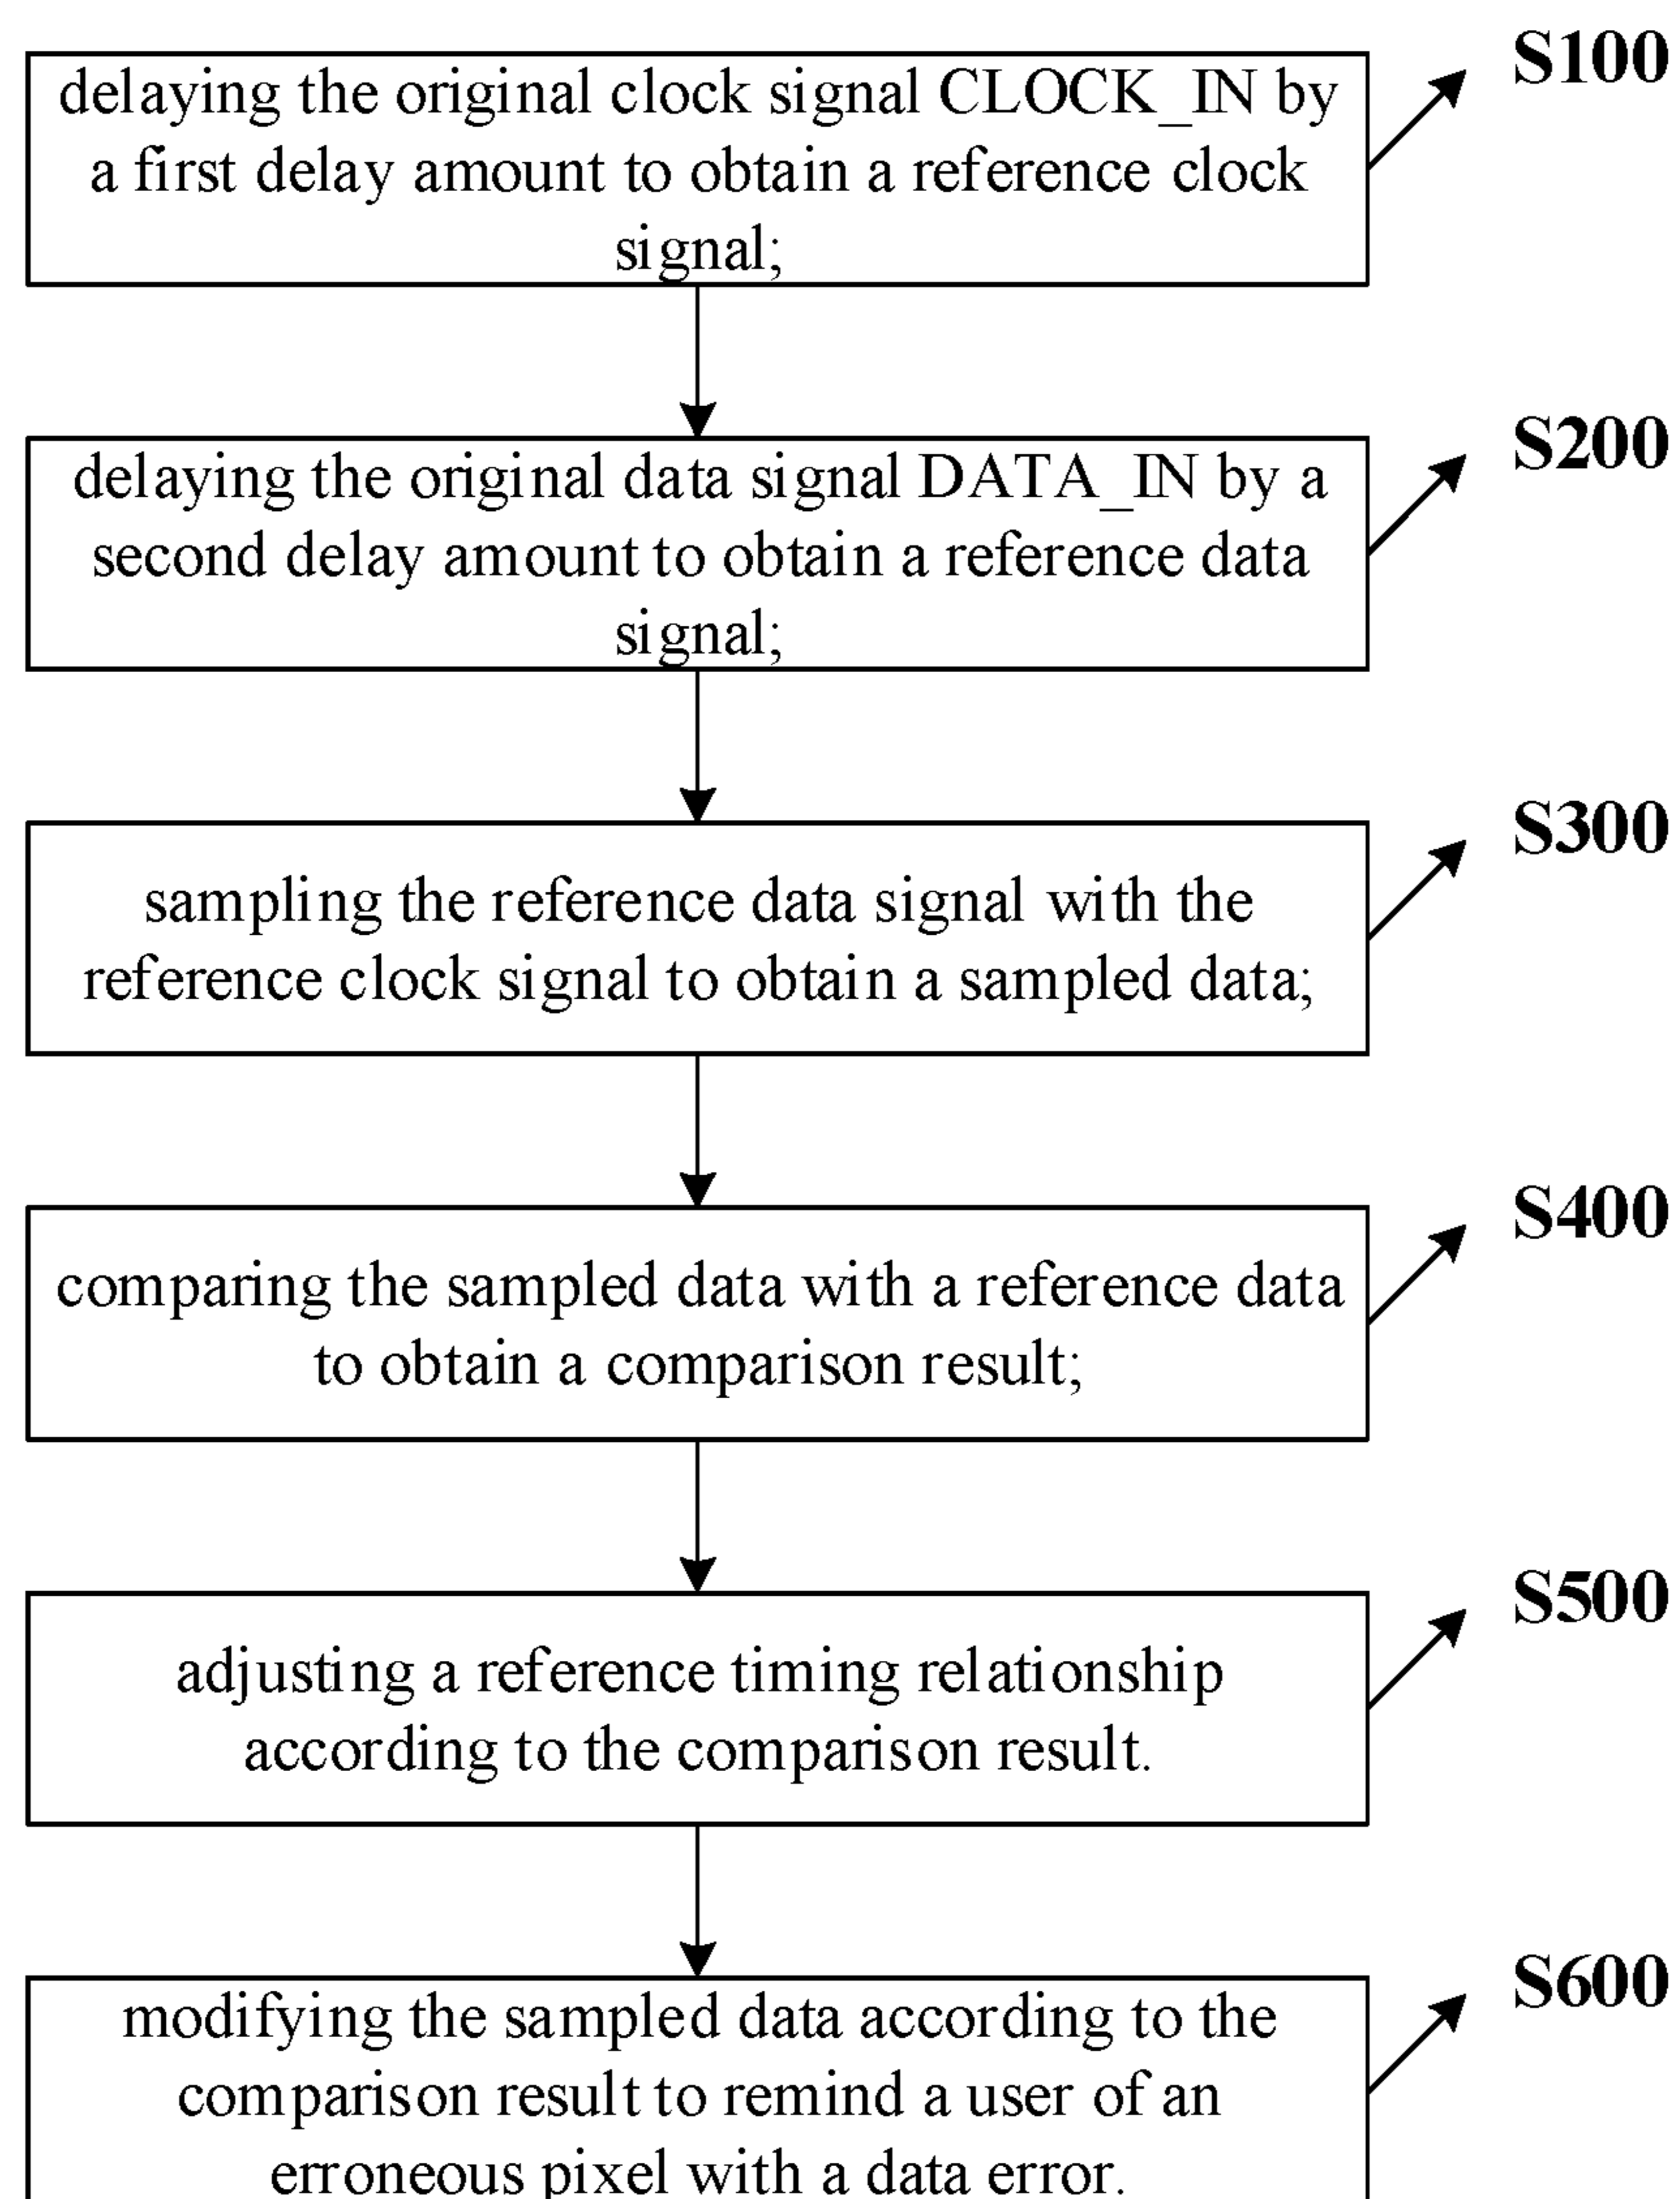 S100
delaying the original clock signal CLOCK_IN by
a first delay amount to obtain a reference clock
signal;
S200
delaying the original data signal DATA_IN by a
second delay amount to obtain a reference data
signal;
S300
sampling the reference data signal with the
reference clock signal to obtain a sampled data;
S400
comparing the sampled data with a reference data
to obtain a comparison result;
S500
adjusting a reference timing relationship
according to the comparison result.
S600
modifying the sampled data according to the
comparison result to remind a user of an
erroneous pixel with a data error.